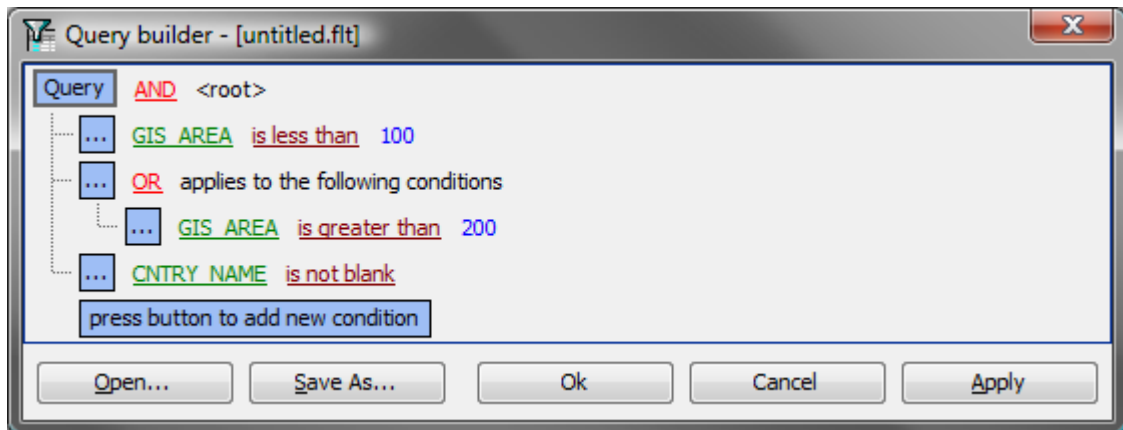 Query builder - [untitled.flt]
Query AND <root>
... GIS_AREA is less than 100
... OR applies to the following conditions
... GIS_AREA is greater than 200
... CNTRY_NAME is not blank
press button to add new condition
Open... Save As... Ok Cancel Apply